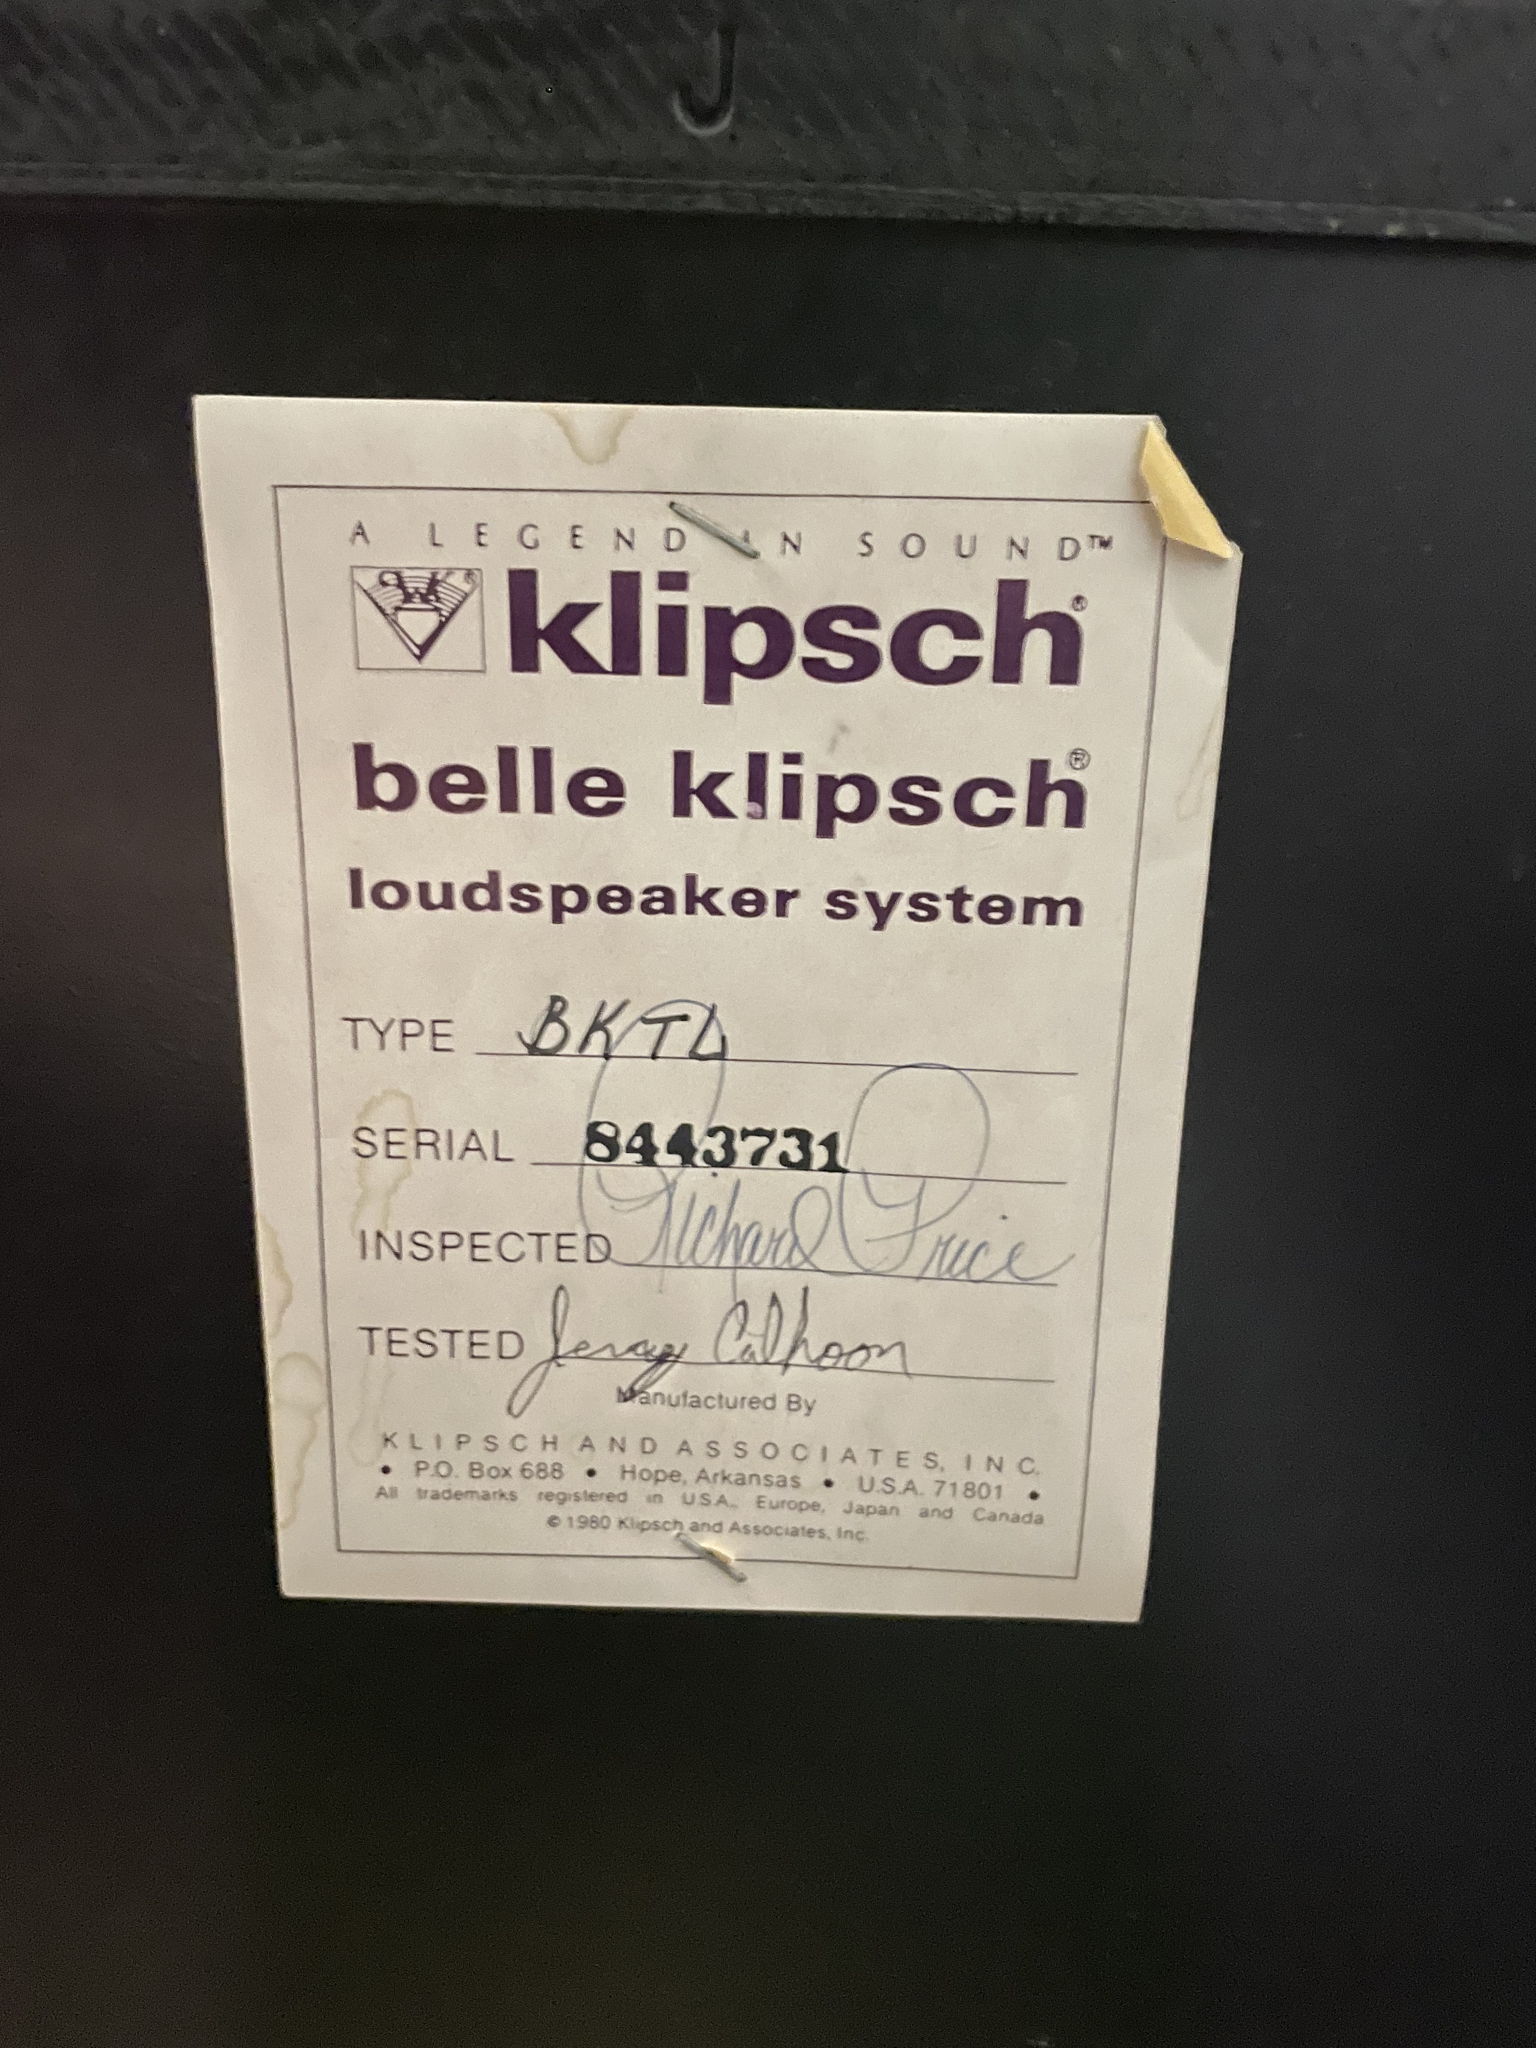 A LEGEND IN SOUND™
PWK® klipsch®
belle klipsch®
loudspeaker system
TYPE BKTL
SERIAL 8443731
INSPECTED Richard Price
TESTED Calhoon
Manufactured By
KLIPSCH AND ASSOCIATES, INC.
• P.O. Box 688 • Hope, Arkansas • U.S.A. 71801 •
All trademarks registered in U.S.A., Europe, Japan and Canada
© 1980 Klipsch and Associates, Inc.